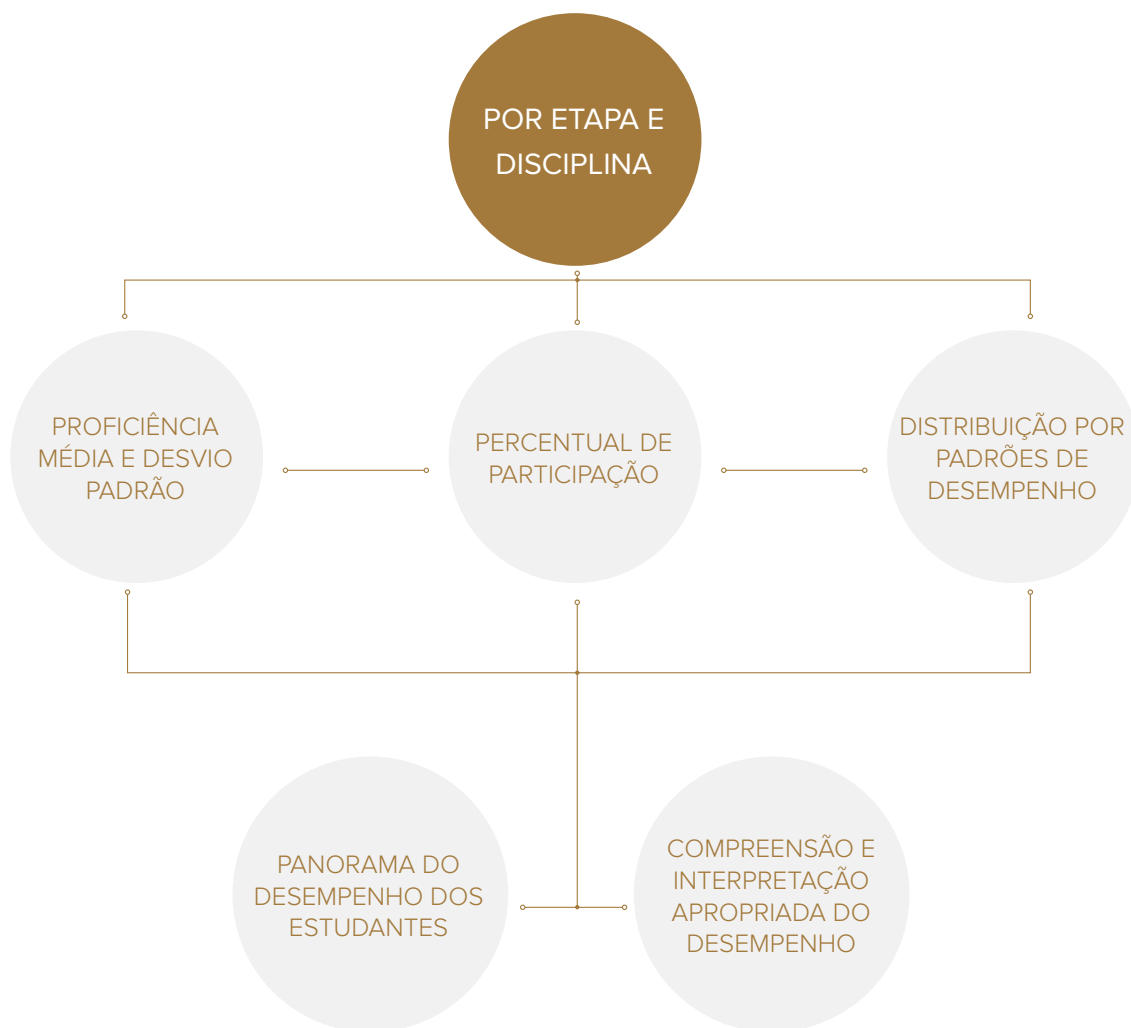 POR ETAPA E
DISCIPLINA
PROFICIÊNCIA
MÉDIA E DESVIO
PADRÃO
PERCENTUAL DE
PARTICIPAÇÃO
DISTRIBUIÇÃO POR
PADRÕES DE
DESEMPENHO
PANORAMA DO
DESEMPENHO DOS
ESTUDANTES
COMPREENSÃO E
INTERPRETAÇÃO
APROPRIADA DO
DESEMPENHO